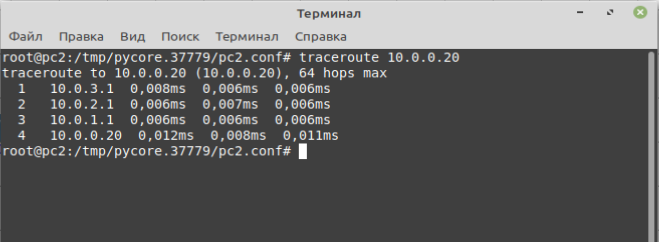 Терминал
Файл Правка Вид Поиск Терминал Справка
root@pc2:/tmp/pycore.37779/pc2.conf# traceroute 10.0.0.20
traceroute to 10.0.0.20 (10.0.0.20), 64 hops max
1 10.0.3.1 0,008ms 0,006ms 0,006ms
2 10.0.2.1 0,006ms 0,007ms 0,006ms
3 10.0.1.1 0,006ms 0,006ms 0,006ms
4 10.0.0.20 0,012ms 0,008ms 0,011ms
root@pc2:/tmp/pycore.37779/pc2.conf#